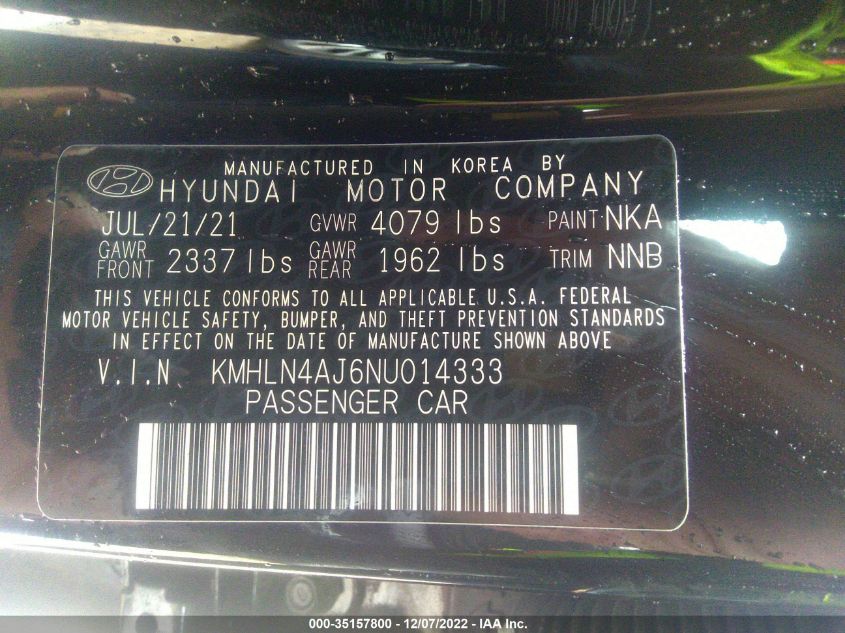 MANUFACTURED IN KOREA BY
HYUNDAI MOTOR COMPANY
JUL/21/21 GVWR 4079 lbs PAINT:NKA
GAWR FRONT 2337 lbs GAWR REAR 1962 lbs TRIM NNB
THIS VEHICLE CONFORMS TO ALL APPLICABLE U.S.A. FEDERAL
MOTOR VEHICLE SAFETY, BUMPER, AND THEFT PREVENTION STANDARDS
IN EFFECT ON THE DATE OF MANUFACTURE SHOWN ABOVE
V.I.N KMHLN4AJ6NU014333
PASSENGER CAR
000-35157800 - 12/07/2022 - IAA, Inc.